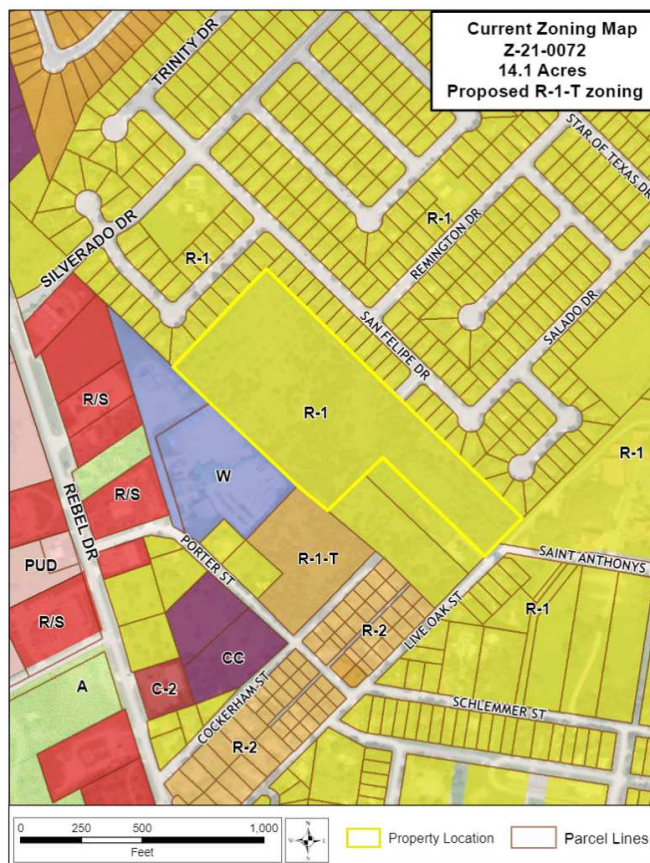 Current Zoning Map
Z-21-0072
14.1 Acres
Proposed R-1-T zoning
TRINITY DR
STAR OF TEXAS DR
R-1
REMINGTON DR
SILVERADO DR
R-1
SALADO DR
SAN FELIPE DR
R/S
R-1
R-1
W
R/S
REBEL DR
PORTER ST
R-1-T
SAINT ANTHONYS
PUD
R-1
R/S
R-2
LIVE OAK ST
CC
A
C-2
COCKERHAM ST
SCHLEMMER ST
R-2
0 250 500 1,000
Feet
N
W E
S
Property Location
Parcel Lines